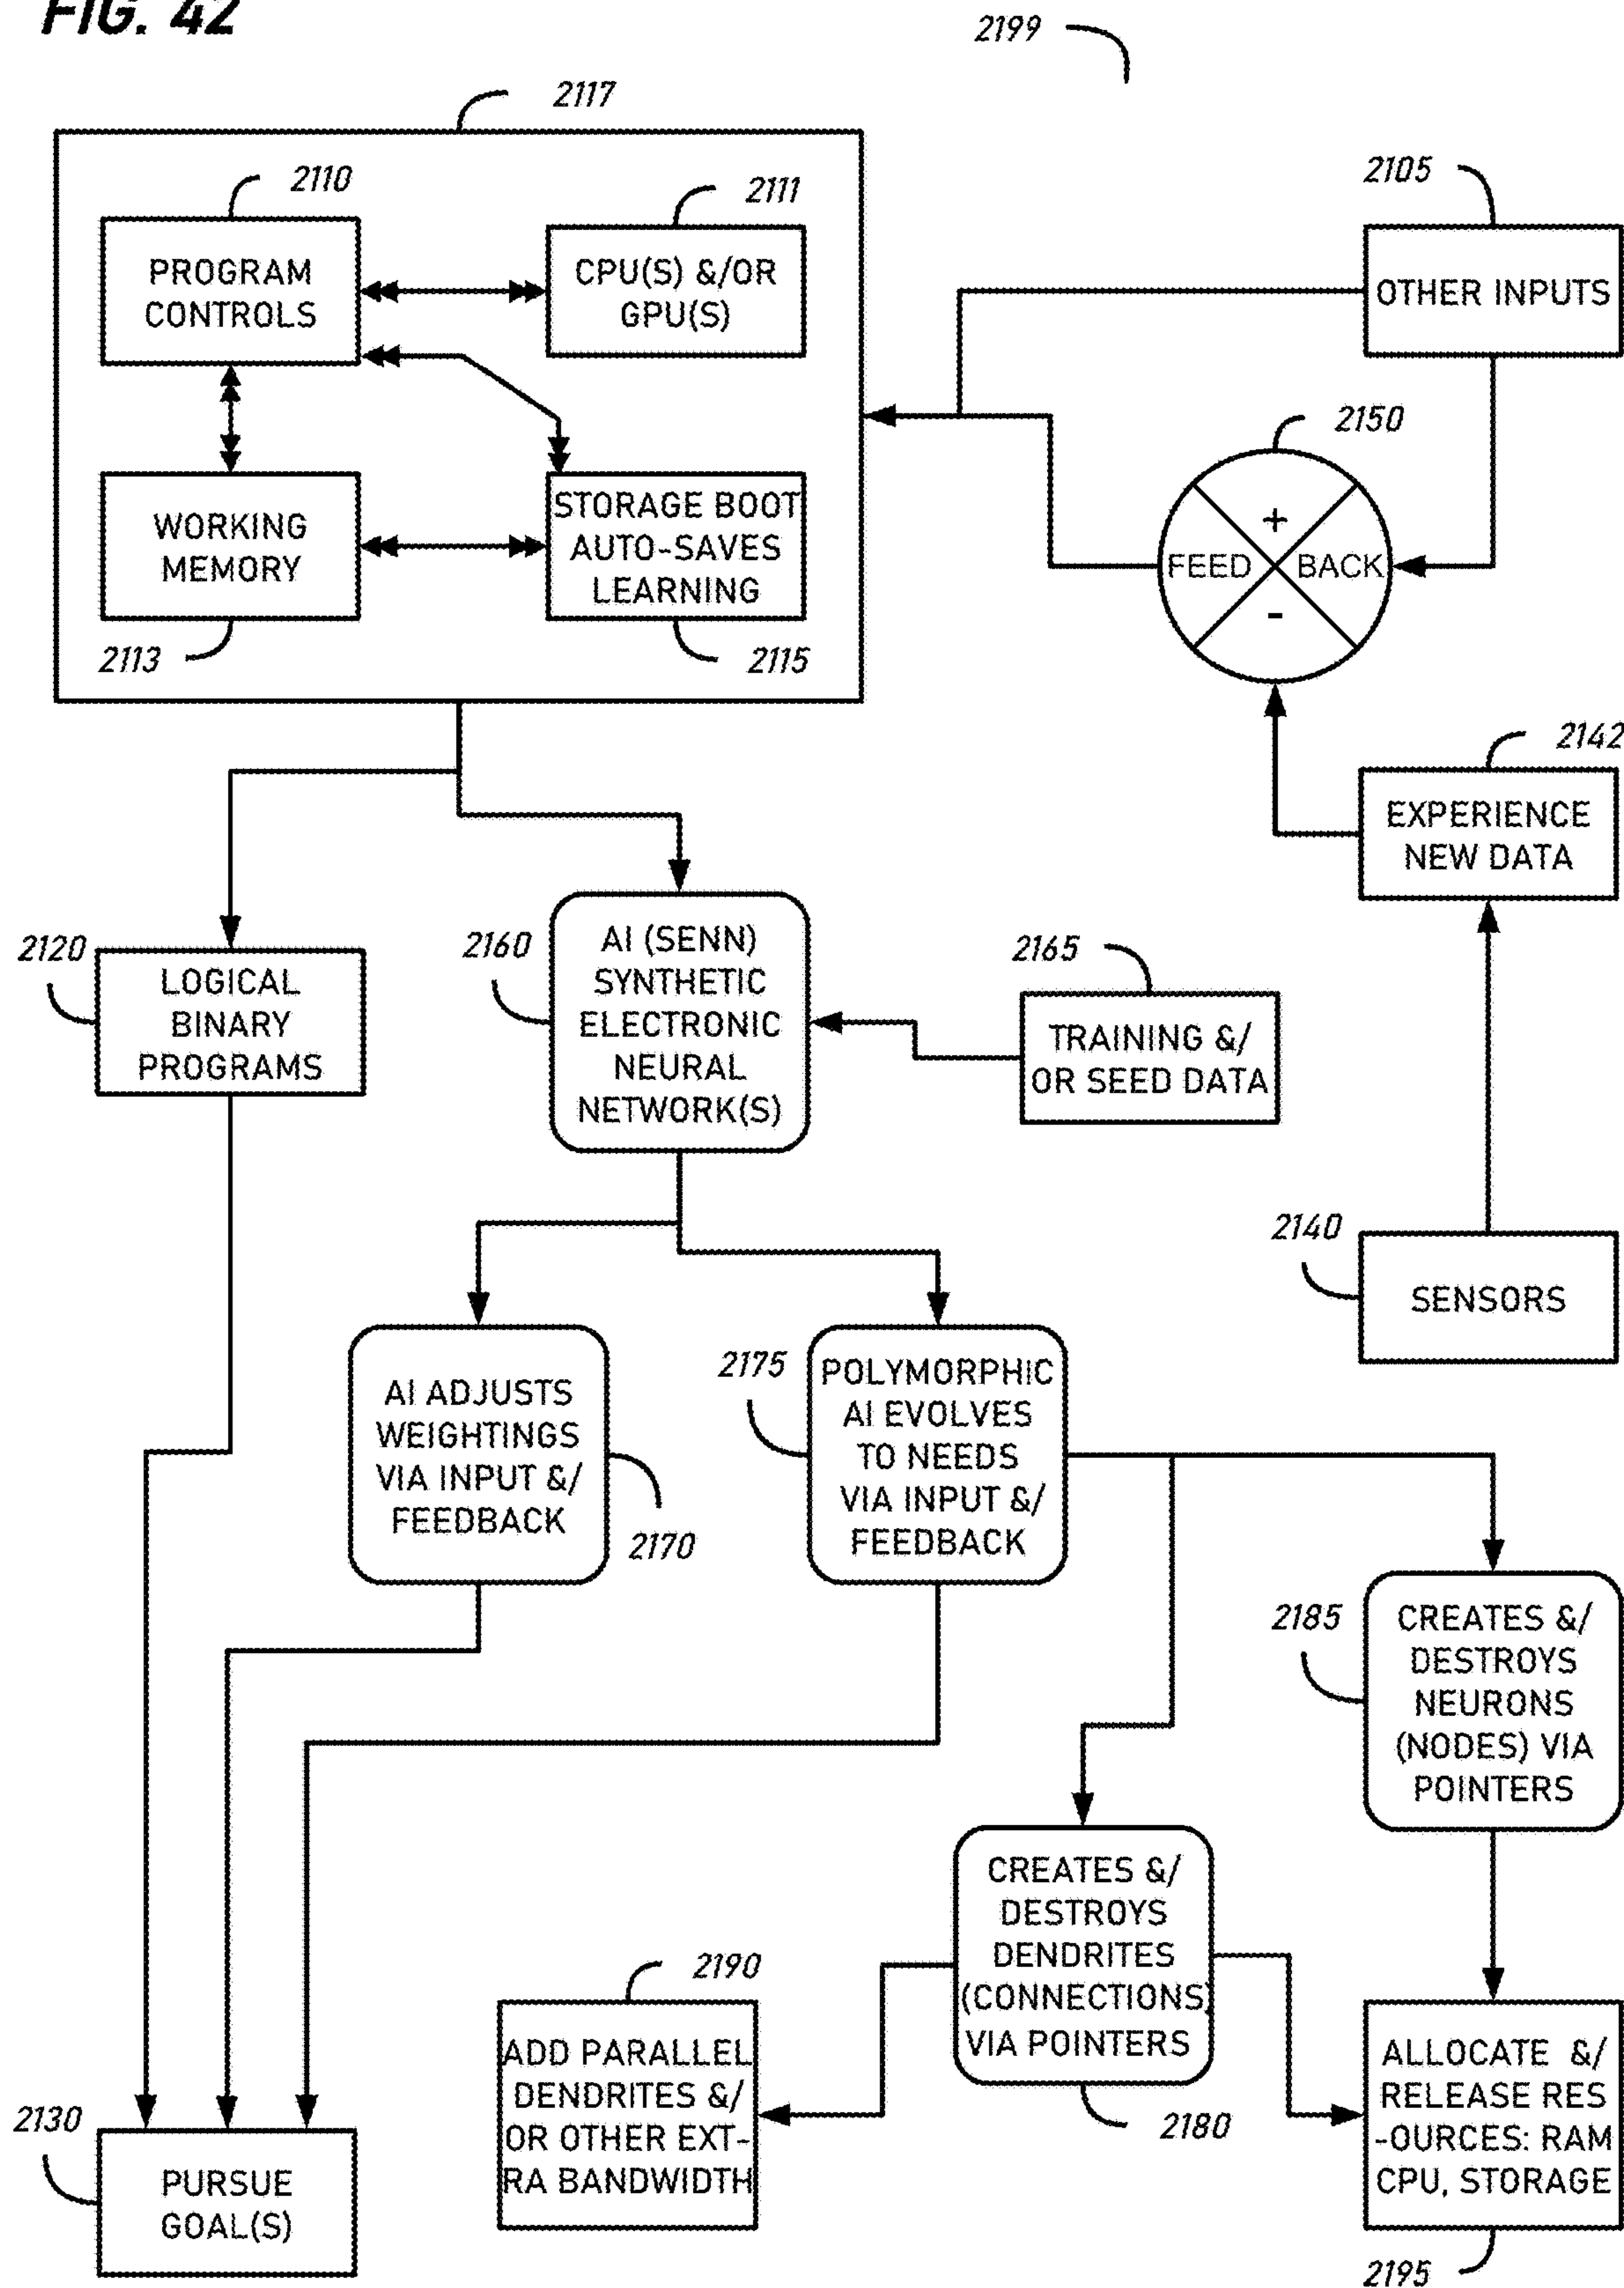 FIG. 42
2199
2117
2110
2111
2105
PROGRAM
CONTROLS
CPU(S) &/OR
GPU(S)
OTHER INPUTS
2150
+
FEED BACK
-
WORKING
MEMORY
STORAGE BOOT
AUTO-SAVES
LEARNING
2113
2115
2142
EXPERIENCE
NEW DATA
2120
LOGICAL
BINARY
PROGRAMS
2160
AI (SENN)
SYNTHETIC
ELECTRONIC
NEURAL
NETWORK(S)
2165
TRAINING &/
OR SEED DATA
2140
SENSORS
AI ADJUSTS
WEIGHTINGS
VIA INPUT &/
FEEDBACK
2170
2175
POLYMORPHIC
AI EVOLVES
TO NEEDS
VIA INPUT &/
FEEDBACK
2185
CREATES &/
DESTROYS
NEURONS
(NODES) VIA
POINTERS
CREATES &/
DESTROYS
DENDRITES
(CONNECTIONS)
VIA POINTERS
2180
2190
ADD PARALLEL
DENDRITES &/
OR OTHER EXT-
RA BANDWIDTH
ALLOCATE &/
RELEASE RES
-OURCES: RAM
CPU, STORAGE
2195
2130
PURSUE
GOAL(S)